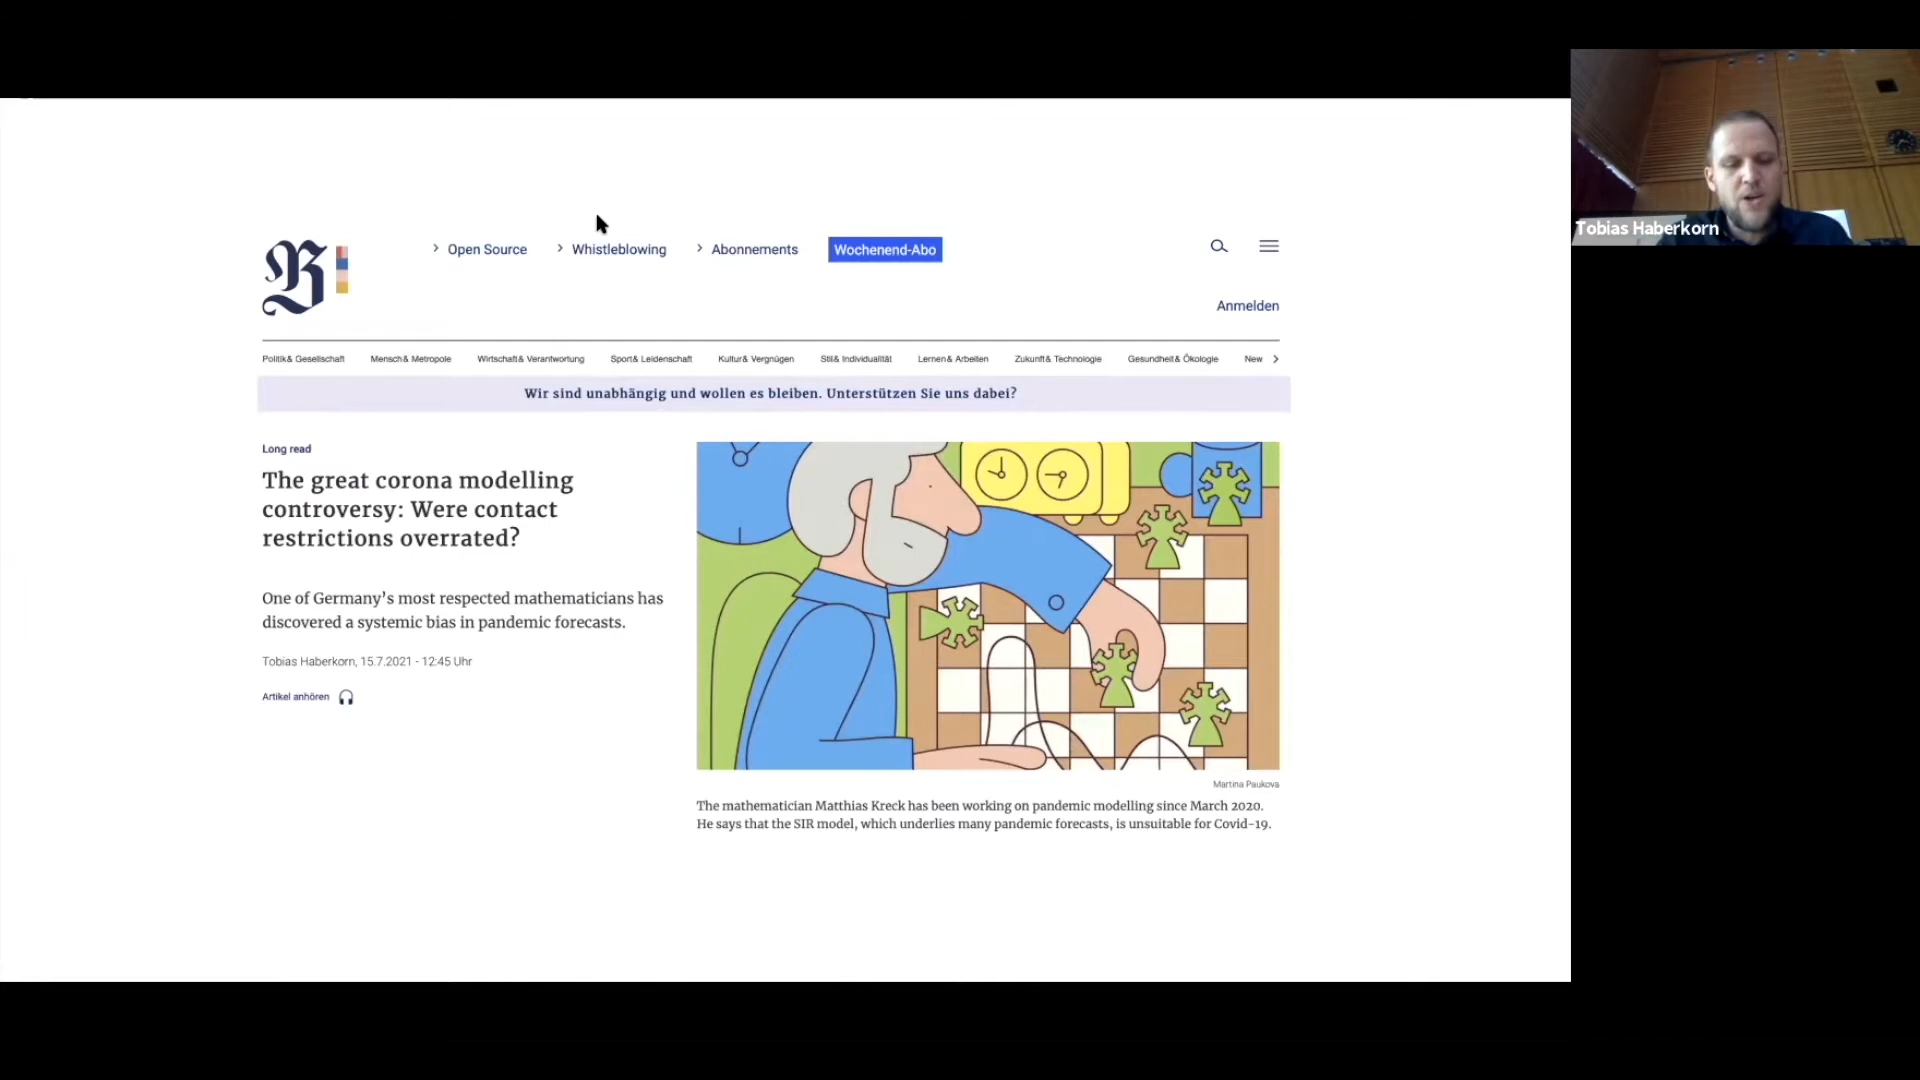 Open Source
Whistleblowing
Abonnements
Wochenend-Abo
Tobias Haberkorn
Anmelden
Politik& Gesellschaft
Mensch& Metropole
Wirtschaft& Verantwortung
Sport& Leidenschaft
Kultur& Vergnügen
Stil& Individualität
Lernen& Arbeiten
Zukunft& Technologie
Gesundheit& Ökologie
New
Wir sind unabhängig und wollen es bleiben. Unterstützen Sie uns dabei?
Long read
The great corona modelling
controversy: Were contact
restrictions overrated?
One of Germany's most respected mathematicians has
discovered a systemic bias in pandemic forecasts.
Tobias Haberkorn, 15.7.2021 - 12:45 Uhr
Artikel anhören
Martina Paukova
The mathematician Matthias Kreck has been working on pandemic modelling since March 2020.
He says that the SIR model, which underlies many pandemic forecasts, is unsuitable for Covid-19.